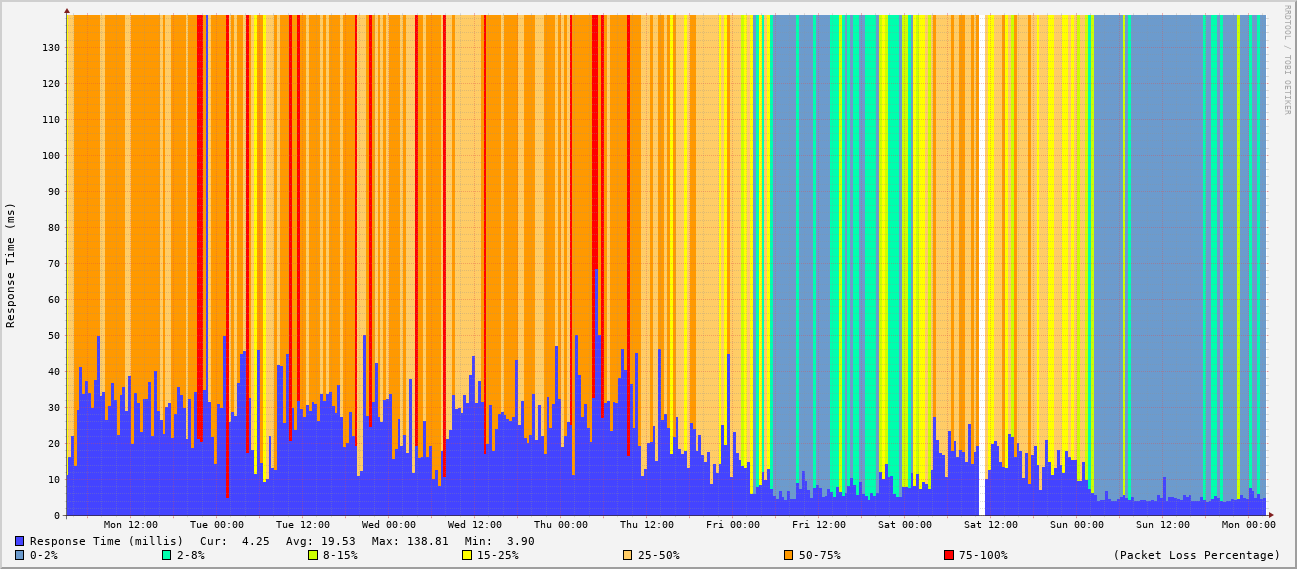 RRDTOOL / TOBI OETIKER
Response Time (ms)
130
120
110
100
90
80
70
60
50
40
30
20
10
0
Mon 12:00 Tue 00:00 Tue 12:00 Wed 00:00 Wed 12:00 Thu 00:00 Thu 12:00 Fri 00:00 Fri 12:00 Sat 00:00 Sat 12:00 Sun 00:00 Sun 12:00 Mon 00:00
Response Time (millis) Cur: 4.25 Avg: 19.53 Max: 138.81 Min: 3.90
0-2% 2-8% 8-15% 15-25% 25-50% 50-75% 75-100% (Packet Loss Percentage)